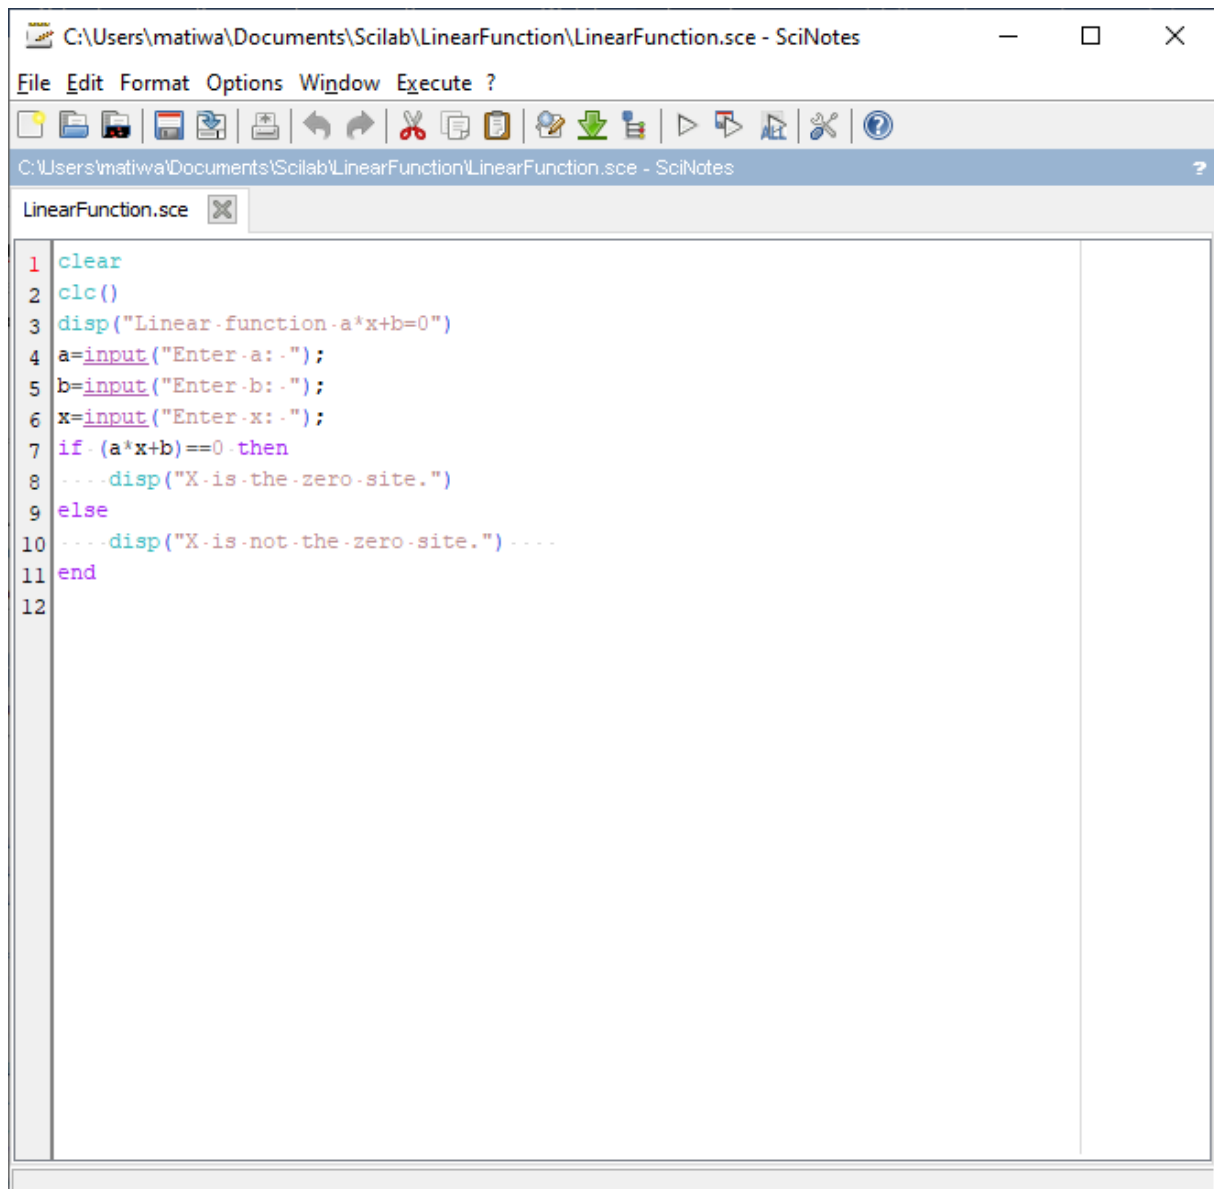 C:\Users\matiwa\Documents\Scilab\LinearFunction\LinearFunction.sce - SciNotes
File Edit Format Options Window Execute ?
C:\Users\matiwa\Documents\Scilab\LinearFunction\LinearFunction.sce - SciNotes ?
LinearFunction.sce
1 clear
2 clc()
3 disp("Linear function a*x+b=0")
4 a=input("Enter a: ");
5 b=input("Enter b: ");
6 x=input("Enter x: ");
7 if (a*x+b)==0 then
8     disp("X is the zero site.")
9 else
10     disp("X is not the zero site.")
11 end
12